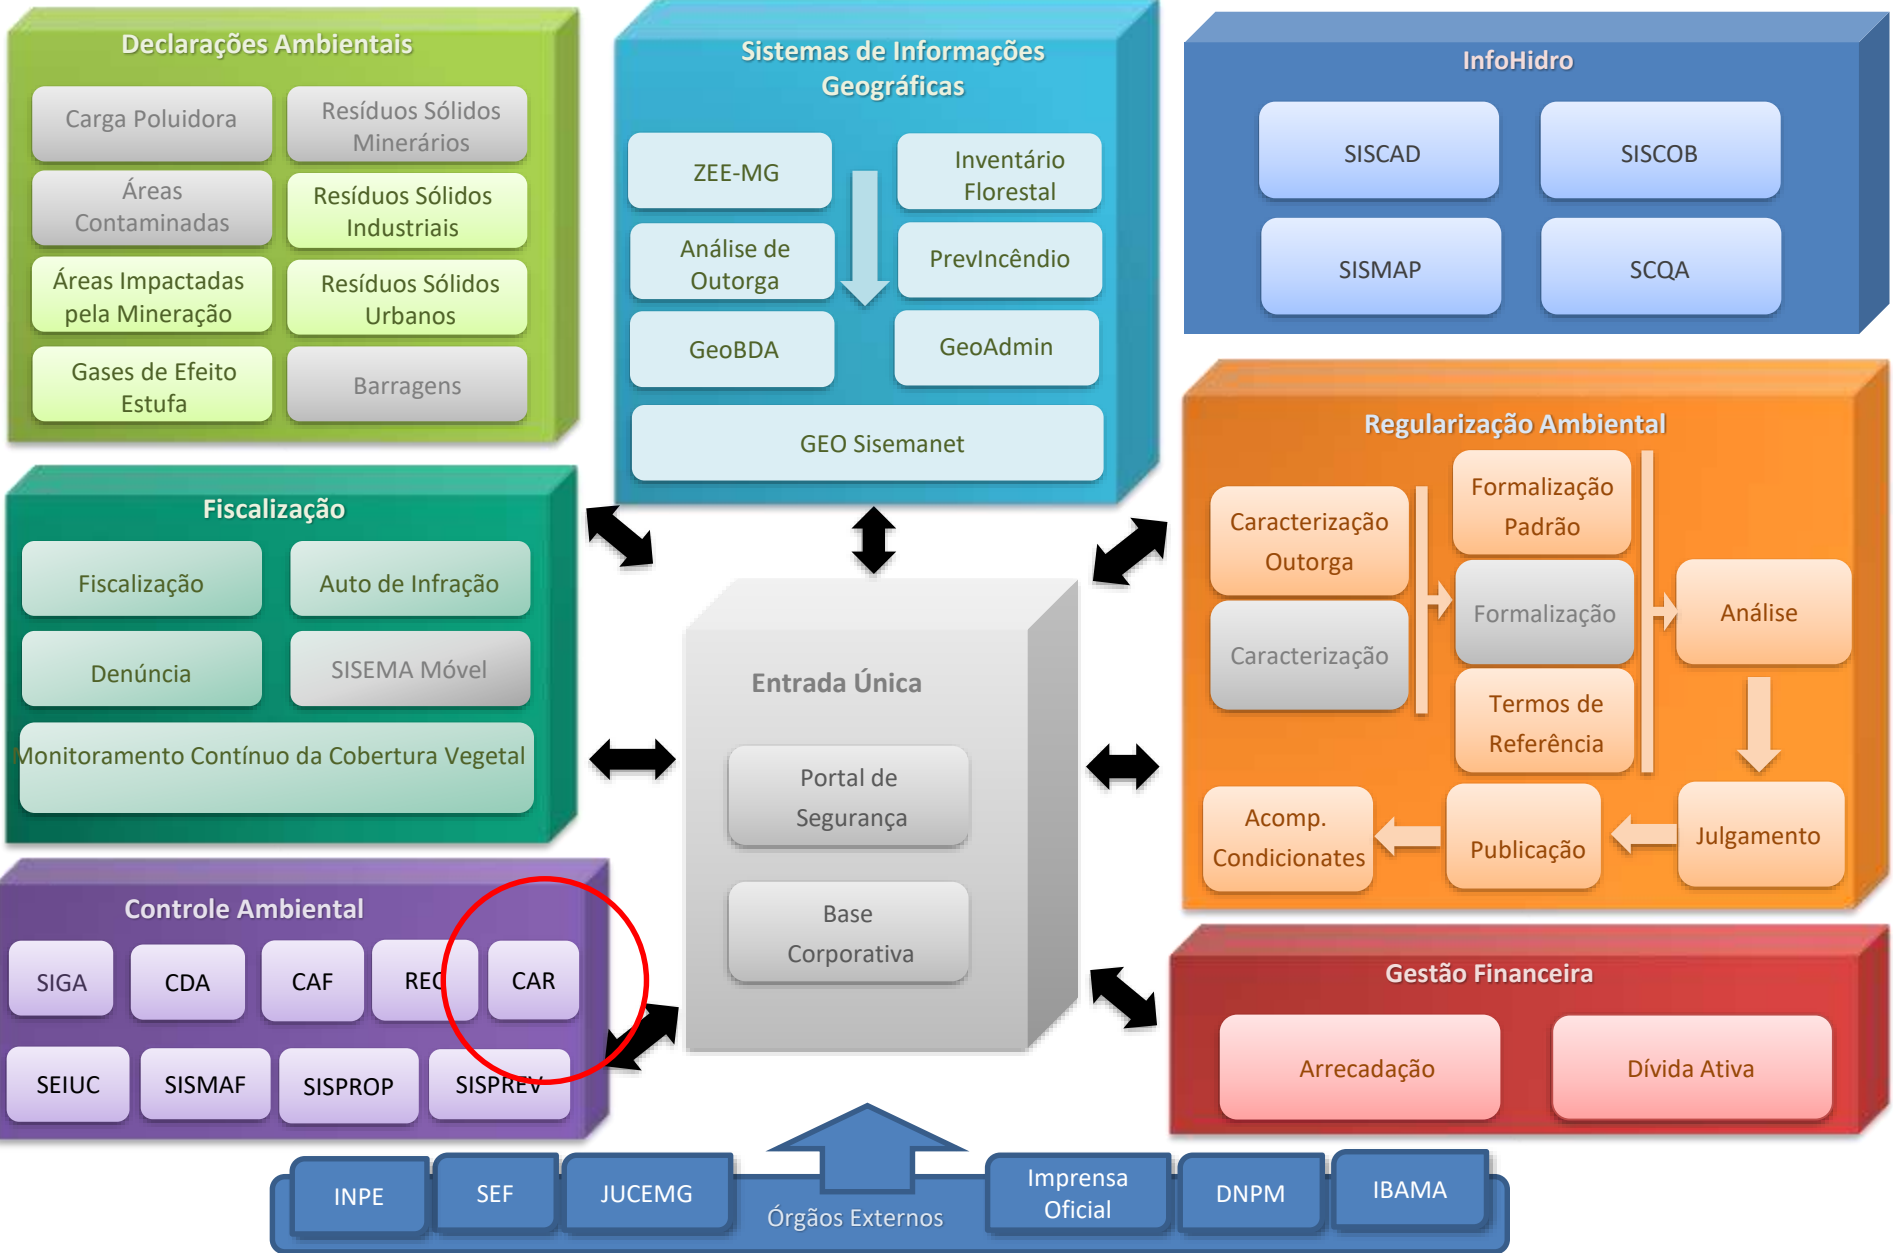 Declarações Ambientais
Carga Poluidora
Resíduos Sólidos
Minerários
Áreas
Contaminadas
Resíduos Sólidos
Industriais
Áreas Impactadas
pela Mineração
Resíduos Sólidos
Urbanos
Gases de Efeito
Estufa
Barragens
Sistemas de Informações
Geográficas
ZEE-MG
Inventário
Florestal
Análise de
Outorga
PrevIncêndio
GeoBDA
GeoAdmin
GEO Sisemanet
InfoHidro
SISCAD
SISCOB
SISMAP
SCQA
Fiscalização
Fiscalização
Auto de Infração
Denúncia
SISEMA Móvel
Monitoramento Contínuo da Cobertura Vegetal
Entrada Única
Portal de
Segurança
Base
Corporativa
Regularização Ambiental
Caracterização
Outorga
Caracterização
Formalização
Padrão
Formalização
Termos de
Referência
Análise
Julgamento
Publicação
Acomp.
Condicionates
Controle Ambiental
SIGA
CDA
CAF
REC
CAR
SEIUC
SISMAF
SISPROP
SISPREV
Gestão Financeira
Arrecadação
Dívida Ativa
INPE
SEF
JUCEMG
Órgãos Externos
Imprensa
Oficial
DNPM
IBAMA